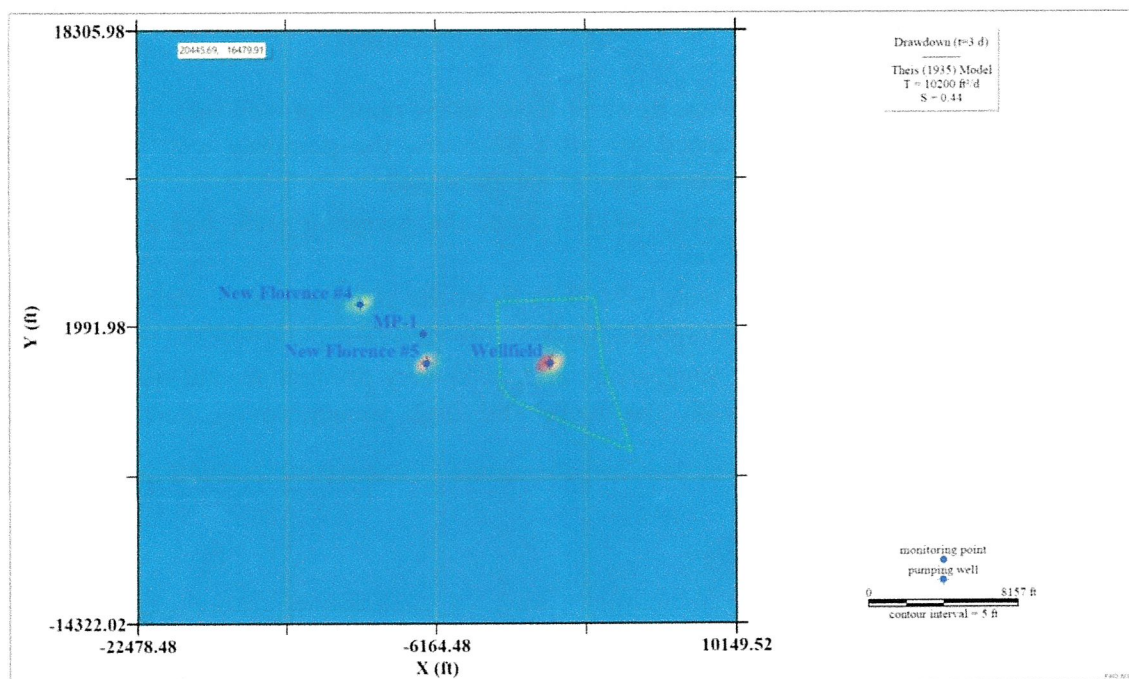 18305.98
20445.69, 16479.91
Drawdown (t=3 d)
Theis (1935) Model
T = 10200 ft²/d
S = 0.44
New Florence #4
1991.98
MP-1
New Florence #5
Wellfield
Y (ft)
monitoring point
pumping well
0 8157 ft
contour interval = 5 ft
-14322.02
-22478.48
-6164.48
10149.52
X (ft)